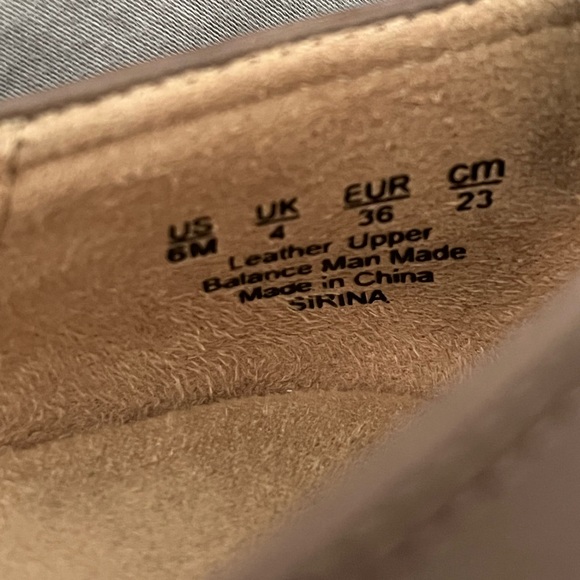 US UK EUR cm
6M 4 36 23
Leather Upper
Balance Man Made
Made in China
SIRINA